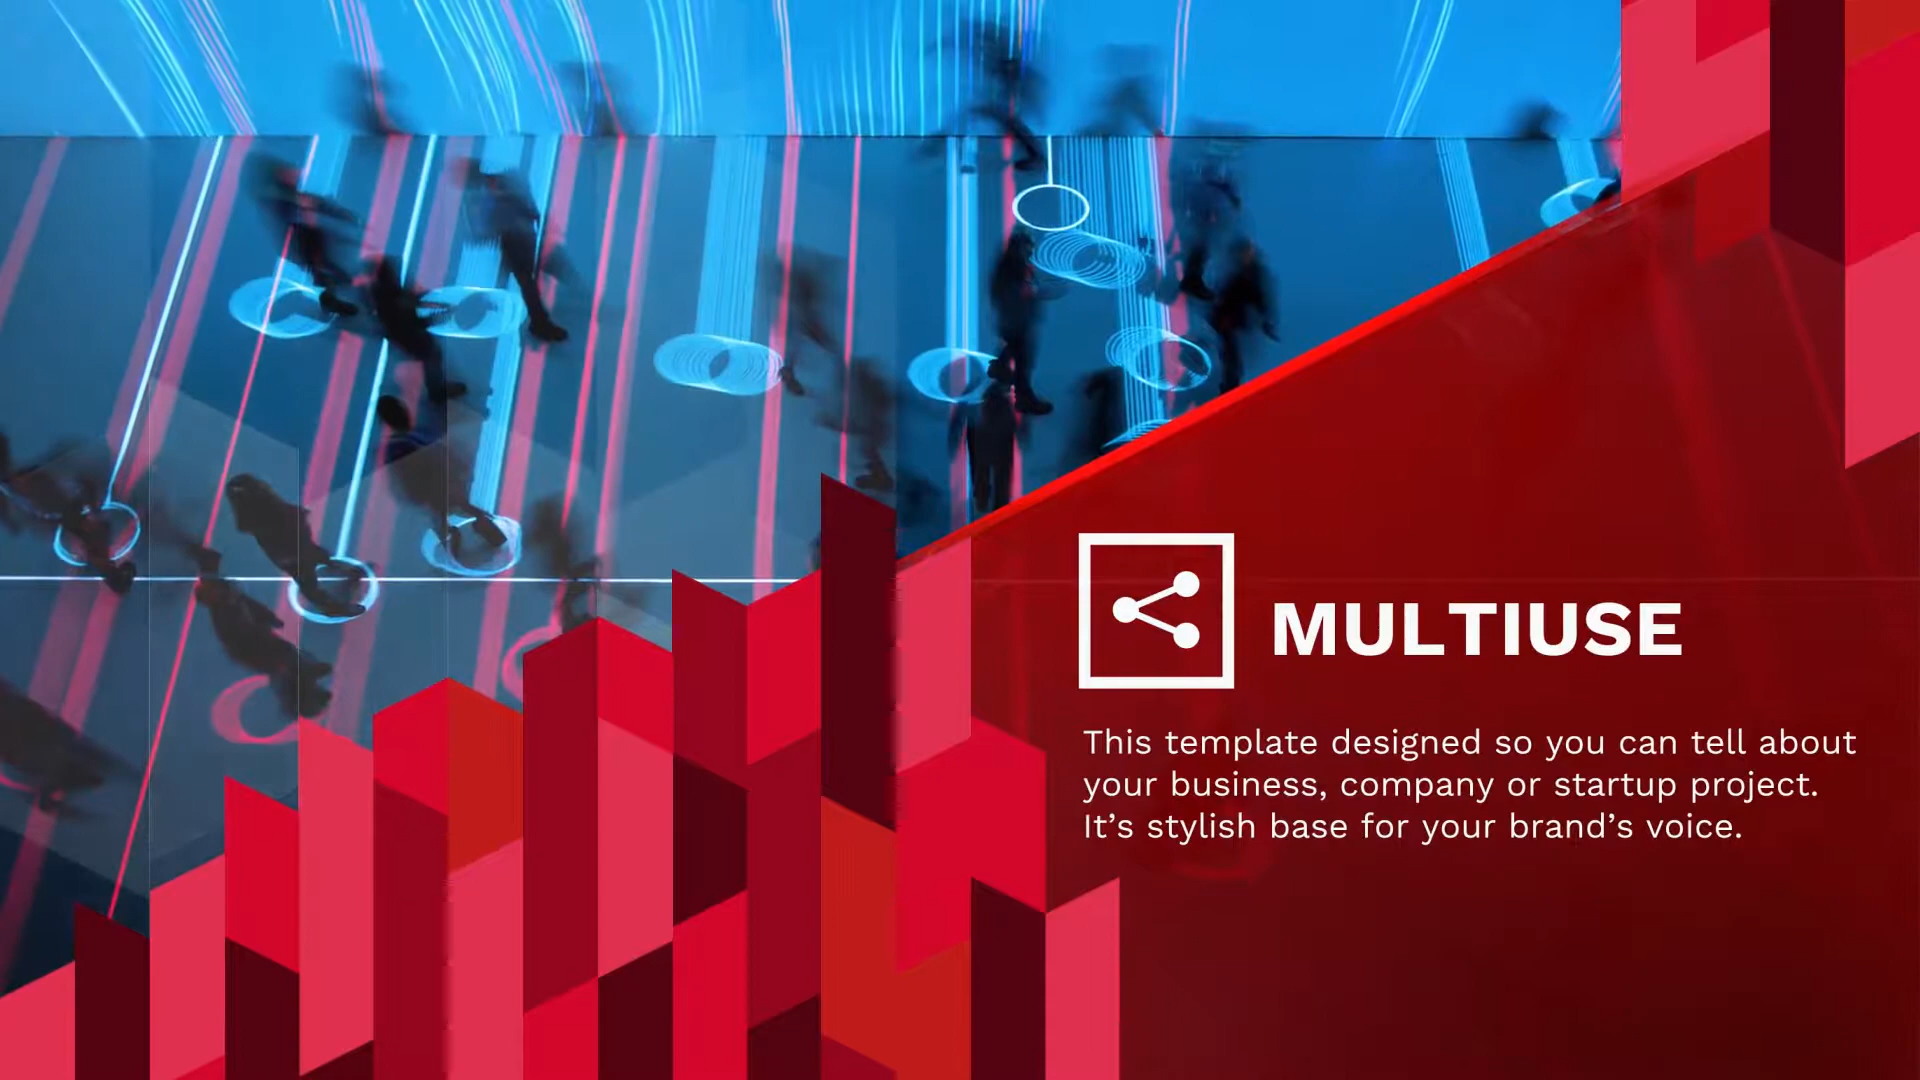 MULTIUSE
This template designed so you can tell about
your business, company or startup project.
It’s stylish base for your brand’s voice.